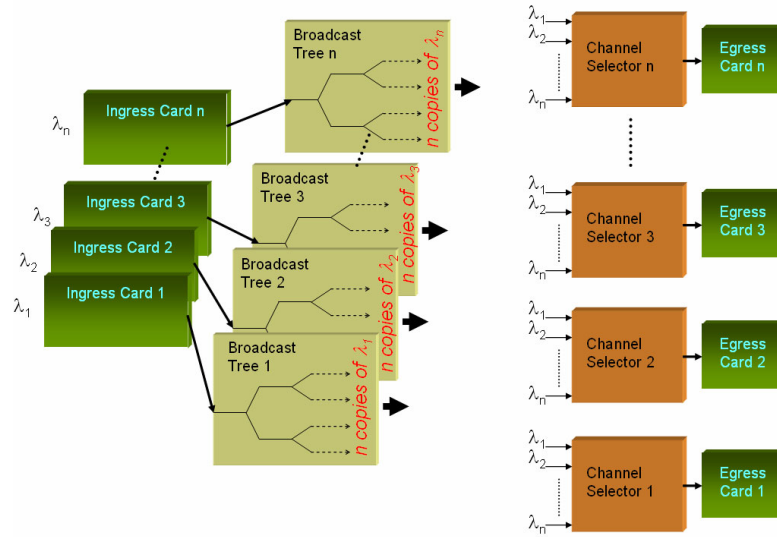 Broadcast
Tree n
n copies of λn
Ingress Card n
λn
Broadcast
Tree 3
n copies of λ3
Ingress Card 3
λ3
Broadcast
Tree 2
n copies of λ2
Ingress Card 2
λ2
Broadcast
Tree 1
n copies of λ1
Ingress Card 1
λ1
λ1
λ2
λn
Channel
Selector n
Egress
Card n
λ1
λ2
λn
Channel
Selector 3
Egress
Card 3
λ1
λ2
λn
Channel
Selector 2
Egress
Card 2
λ1
λ2
λn
Channel
Selector 1
Egress
Card 1